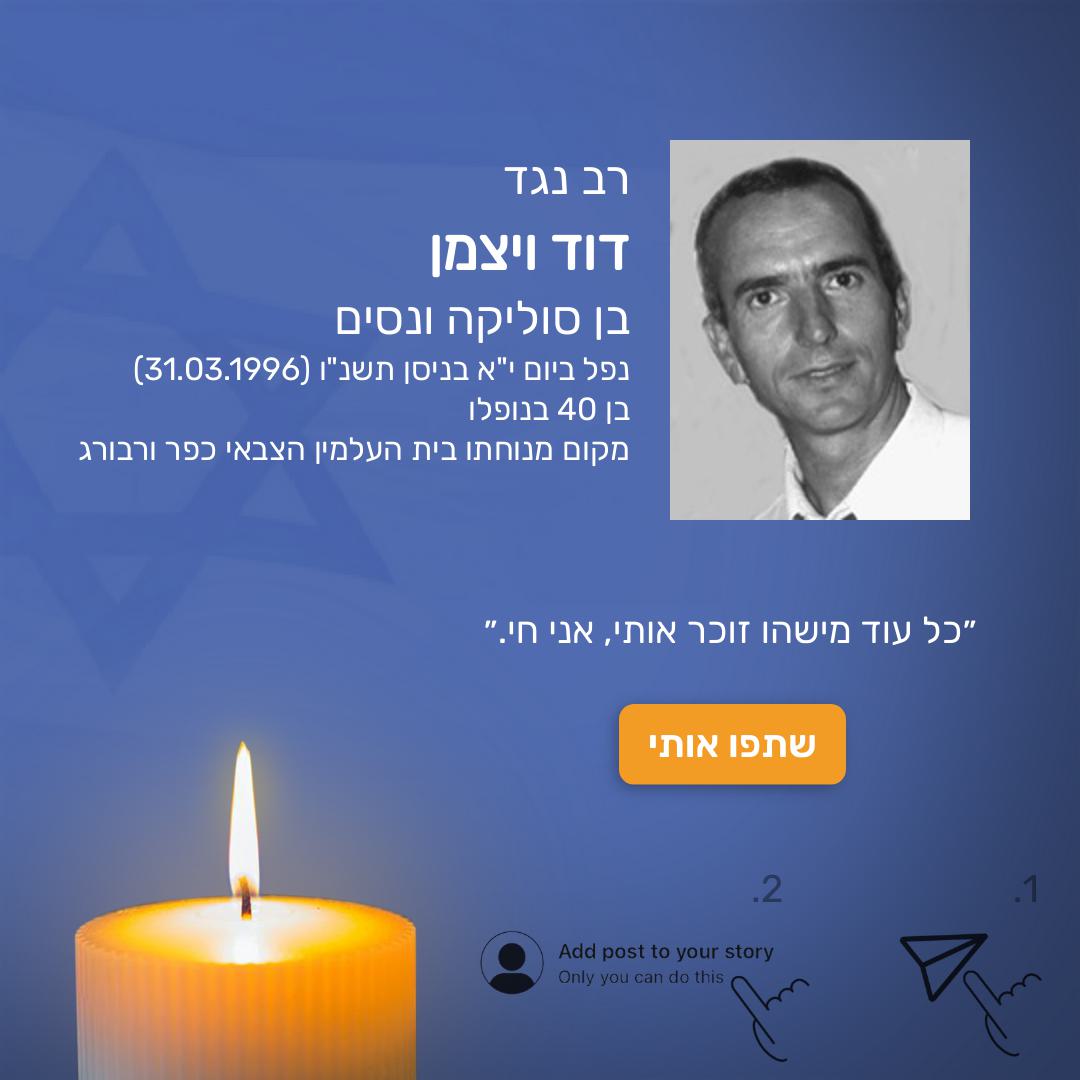 רב נגד
דוד ויצמן
בן סוליקה ונסים
נפל ביום י"א בניסן תשנ"ו (31.03.1996)
בן 40 בנופלו
מקום מנוחתו בית העלמין הצבאי כפר ורבורג
״כל עוד מישהו זוכר אותי, אני חי.״
שתפו אותי
1.
2.
Add post to your story
Only you can do this